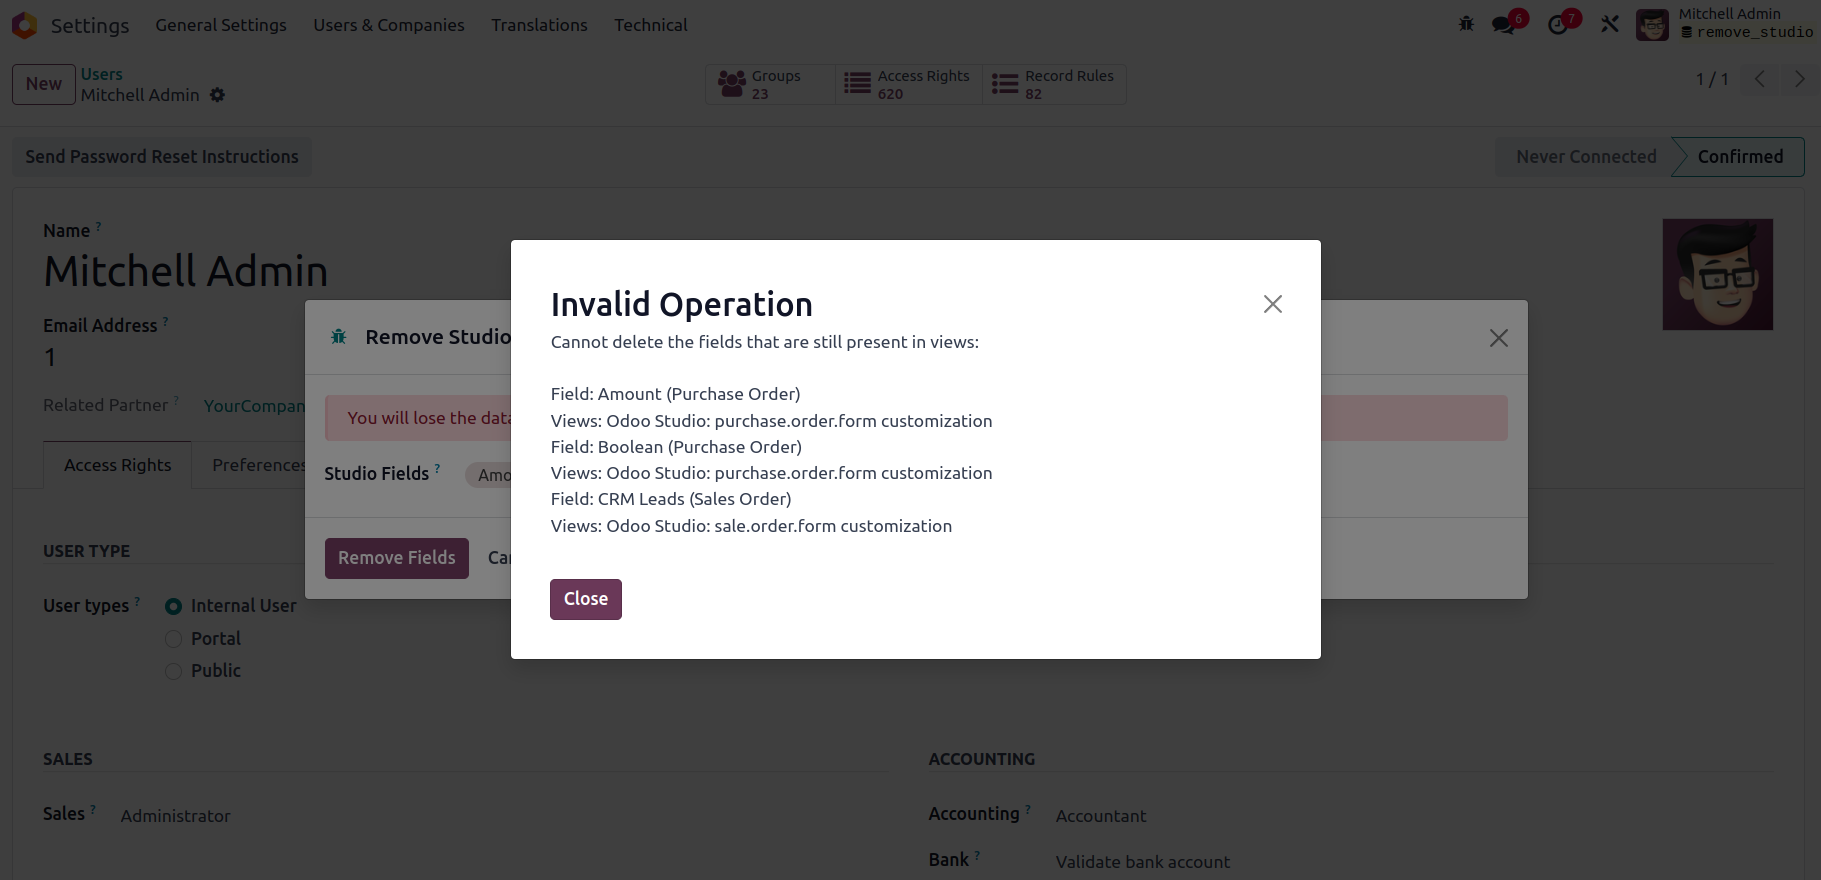 Settings General Settings Users & Companies Translations Technical 6 7 Mitchell Admin
remove_studio
New Users
Mitchell Admin
Groups
23
Access Rights
620
Record Rules
82
1 / 1
Send Password Reset Instructions
Never Connected Confirmed
Name ?
Mitchell Admin
Email Address ?
1
Related Partner ? YourCompan
Access Rights Preferences
Remove Studio
You will lose the data
Studio Fields ? Amo
Remove Fields Can
Invalid Operation
Cannot delete the fields that are still present in views:
Field: Amount (Purchase Order)
Views: Odoo Studio: purchase.order.form customization
Field: Boolean (Purchase Order)
Views: Odoo Studio: purchase.order.form customization
Field: CRM Leads (Sales Order)
Views: Odoo Studio: sale.order.form customization
Close
USER TYPE
User types ? Internal User
Portal
Public
SALES
Sales ? Administrator
ACCOUNTING
Accounting ? Accountant
Bank ? Validate bank account